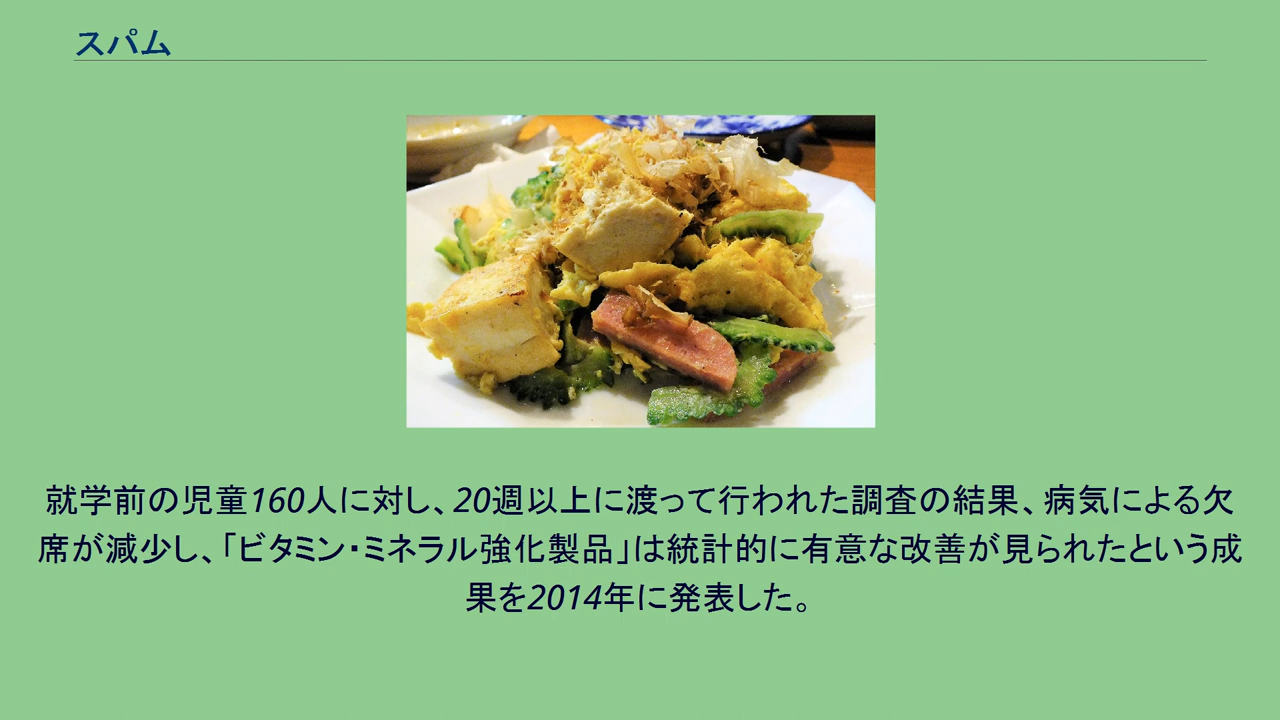 スパム
就学前の児童160人に対し、20週以上に渡って行われた調査の結果、病気による欠
席が減少し、「ビタミン・ミネラル強化製品」は統計的に有意な改善が見られたという成
果を2014年に発表した。